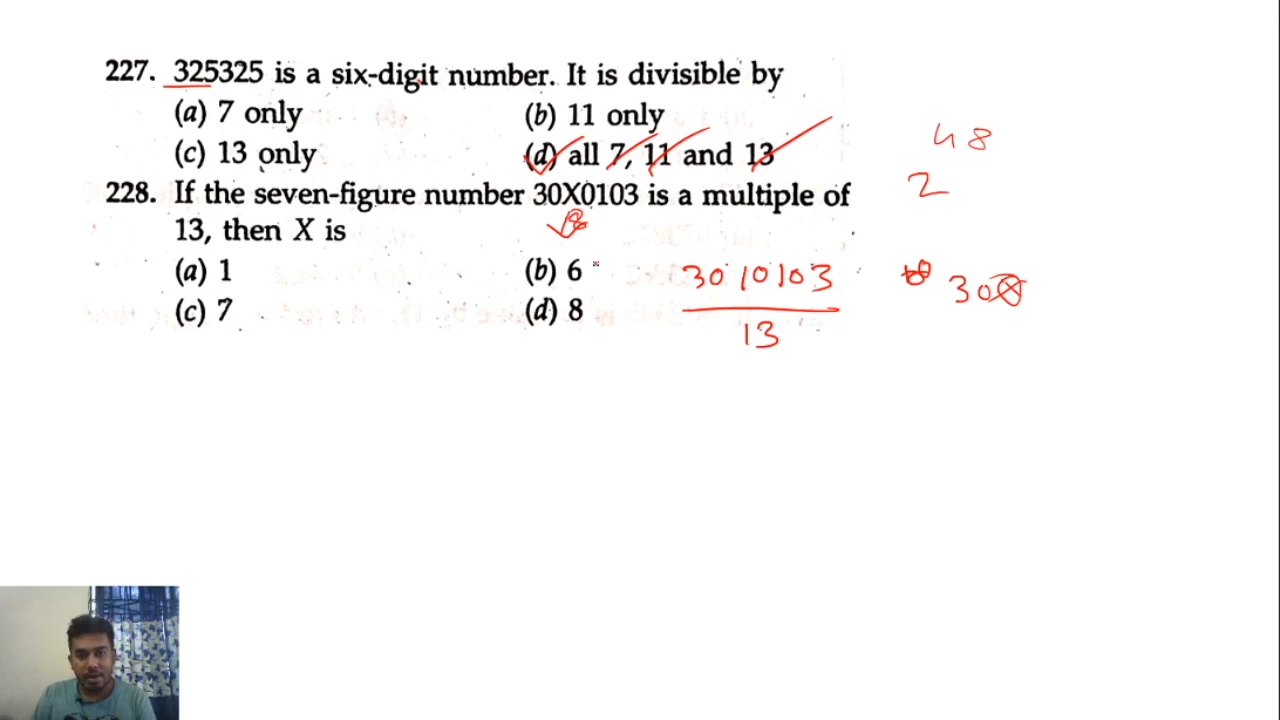 227. 325325 is a six-digit number. It is divisible by
(a) 7 only (b) 11 only
(c) 13 only (d) all 7, 11 and 13
48
228. If the seven-figure number 30X0103 is a multiple of
2
13, then X is
8
(a) 1 (b) 6
3010103
30
(c) 7 (d) 8
13